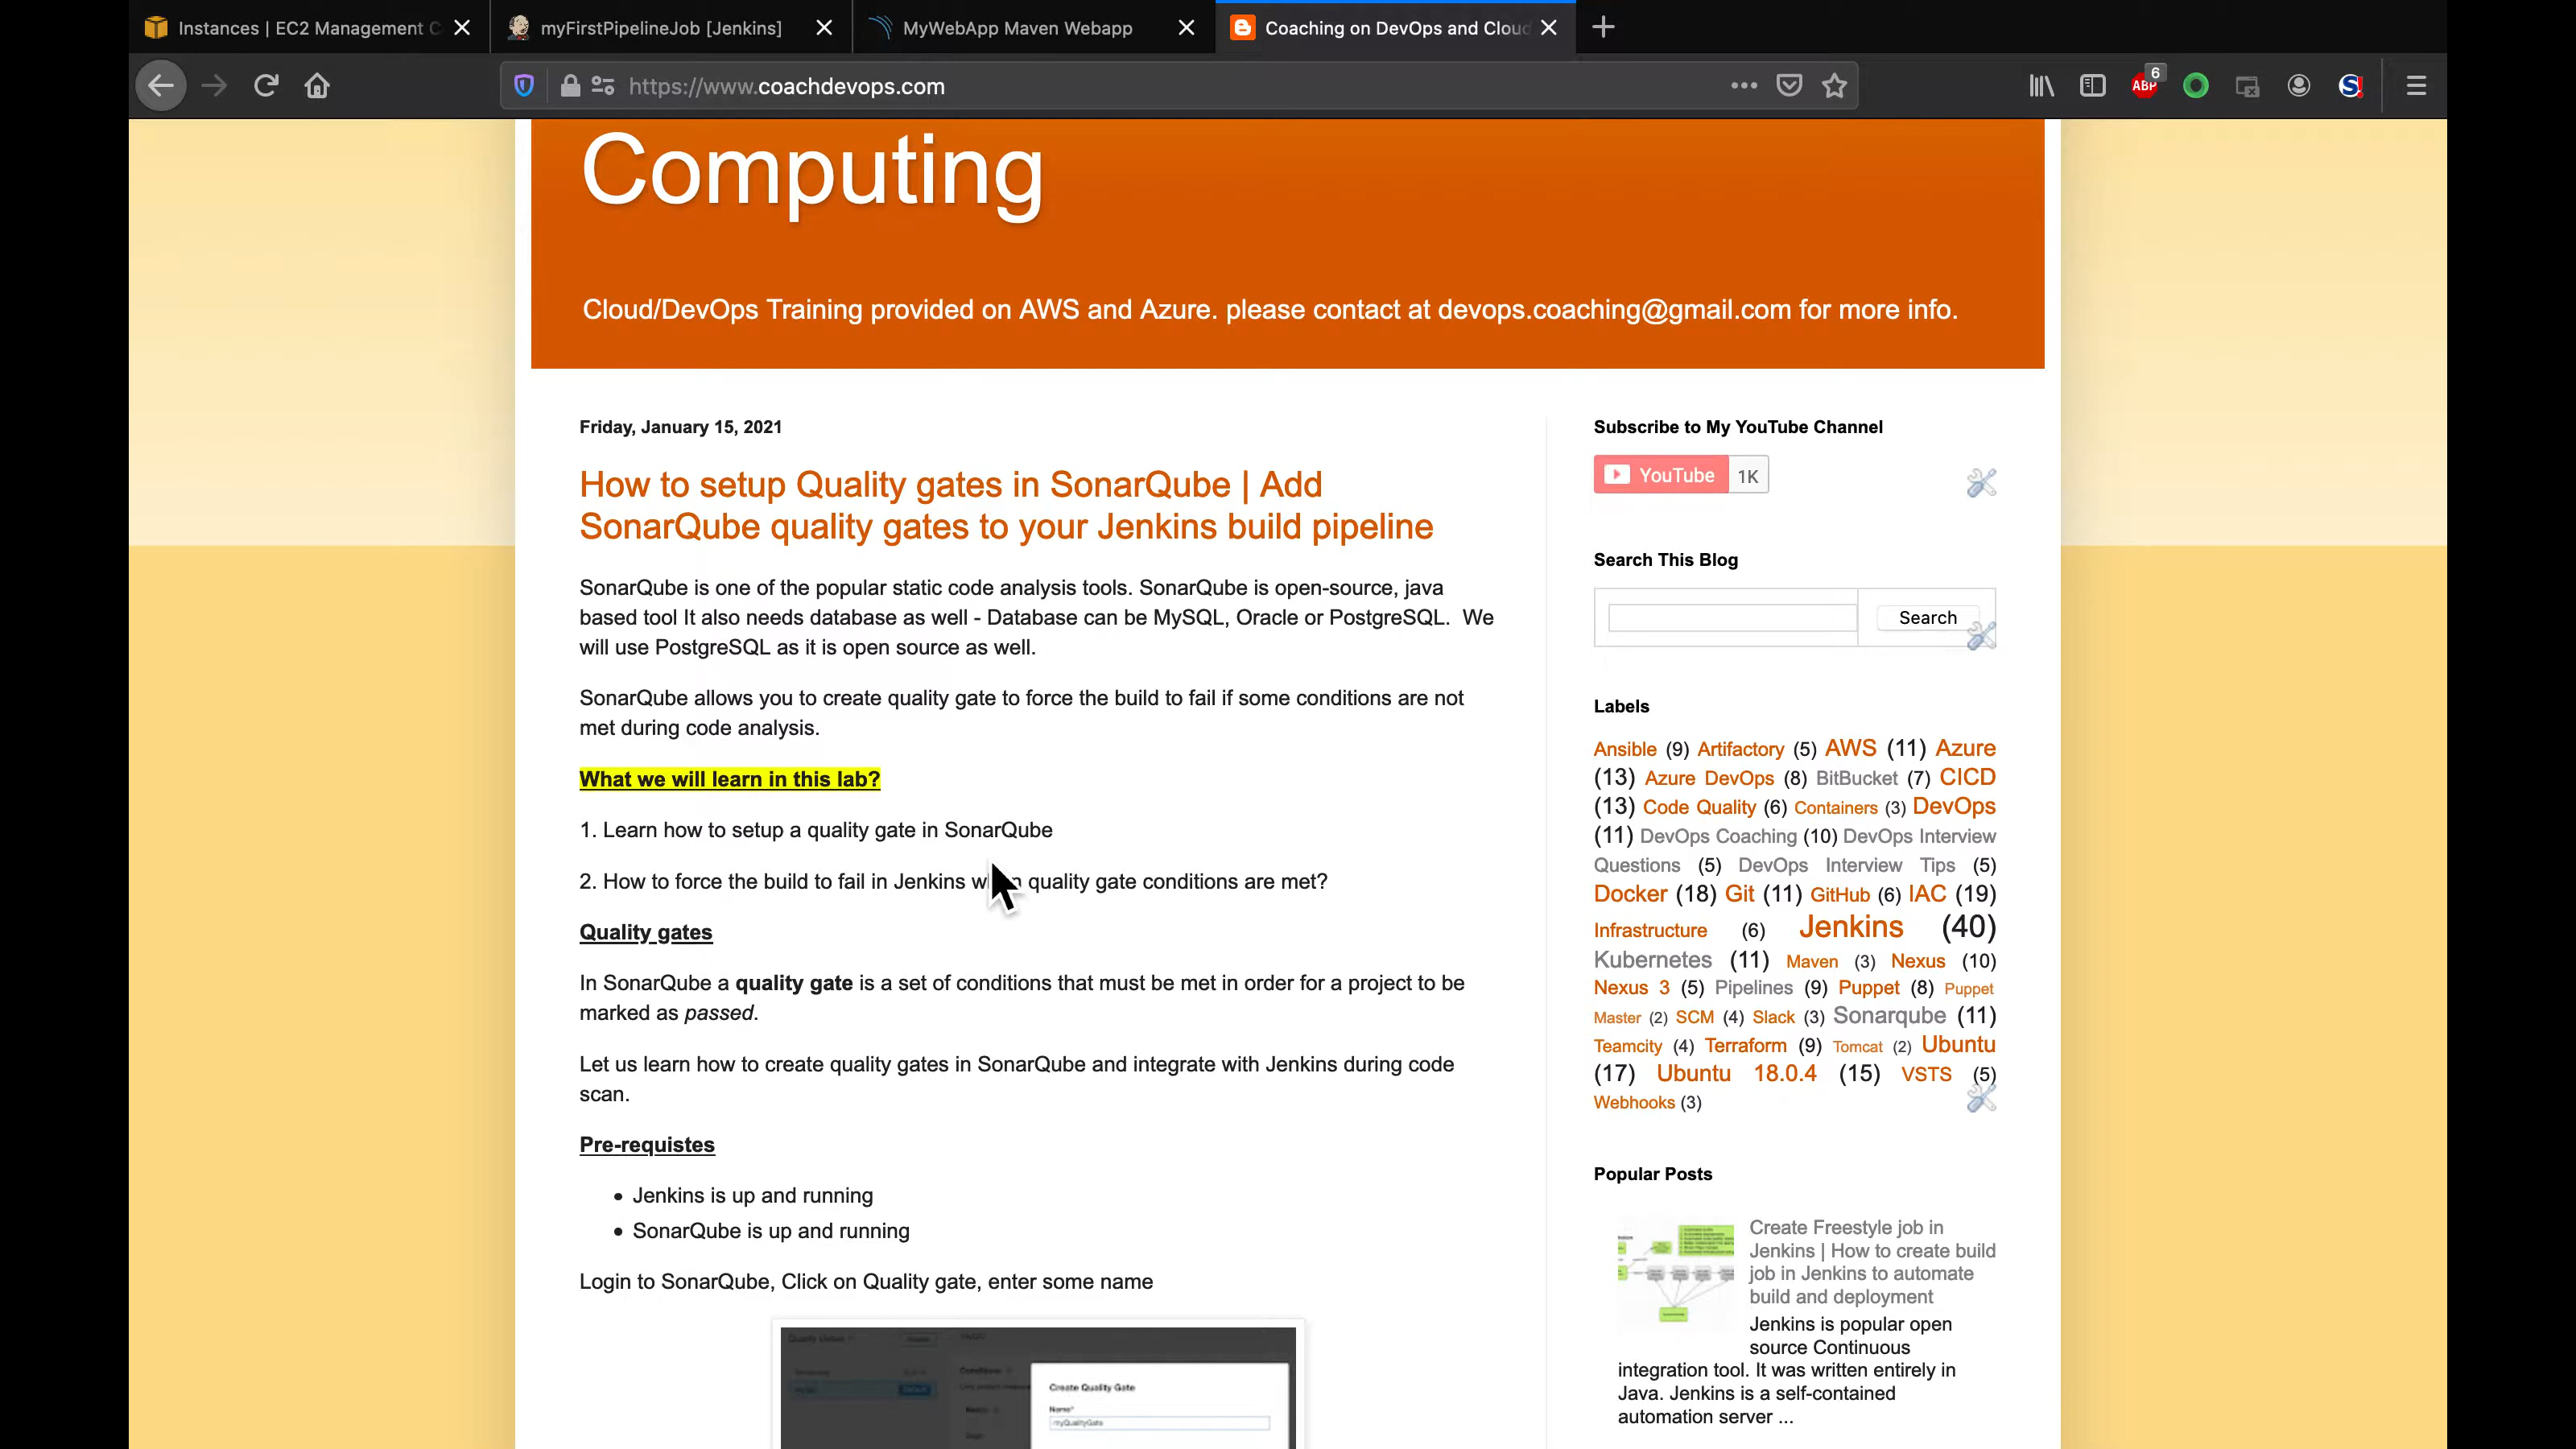 Instances | EC2 Management C
myFirstPipelineJob [Jenkins]
MyWebApp Maven Webapp
Coaching on DevOps and Cloud
https://www.coachdevops.com
ABP
6
Computing
Cloud/DevOps Training provided on AWS and Azure. please contact at devops.coaching@gmail.com for more info.
Friday, January 15, 2021
How to setup Quality gates in SonarQube | Add
SonarQube quality gates to your Jenkins build pipeline
SonarQube is one of the popular static code analysis tools. SonarQube is open-source, java
based tool It also needs database as well - Database can be MySQL, Oracle or PostgreSQL.  We
will use PostgreSQL as it is open source as well.
SonarQube allows you to create quality gate to force the build to fail if some conditions are not
met during code analysis.
What we will learn in this lab?
1. Learn how to setup a quality gate in SonarQube
2. How to force the build to fail in Jenkins when quality gate conditions are met?
Quality gates
In SonarQube a quality gate is a set of conditions that must be met in order for a project to be
marked as passed.
Let us learn how to create quality gates in SonarQube and integrate with Jenkins during code
scan.
Pre-requistes
• Jenkins is up and running
• SonarQube is up and running
Login to SonarQube, Click on Quality gate, enter some name
Quality Gates
Create Quality Gate
Name*
myQualityGate
Subscribe to My YouTube Channel
YouTube 1K
Search This Blog
Search
Labels
Ansible (9) Artifactory (5) AWS (11) Azure
(13) Azure DevOps (8) BitBucket (7) CICD
(13) Code Quality (6) Containers (3) DevOps
(11) DevOps Coaching (10) DevOps Interview
Questions (5) DevOps Interview Tips (5)
Docker (18) Git (11) GitHub (6) IAC (19)
Infrastructure (6) Jenkins (40)
Kubernetes (11) Maven (3) Nexus (10)
Nexus 3 (5) Pipelines (9) Puppet (8) Puppet
Master (2) SCM (4) Slack (3) Sonarqube (11)
Teamcity (4) Terraform (9) Tomcat (2) Ubuntu
(17) Ubuntu 18.0.4 (15) VSTS (5)
Webhooks (3)
Popular Posts
Create Freestyle job in
Jenkins | How to create build
job in Jenkins to automate
build and deployment
Jenkins is popular open
source Continuous
integration tool. It was written entirely in
Java. Jenkins is a self-contained
automation server ...